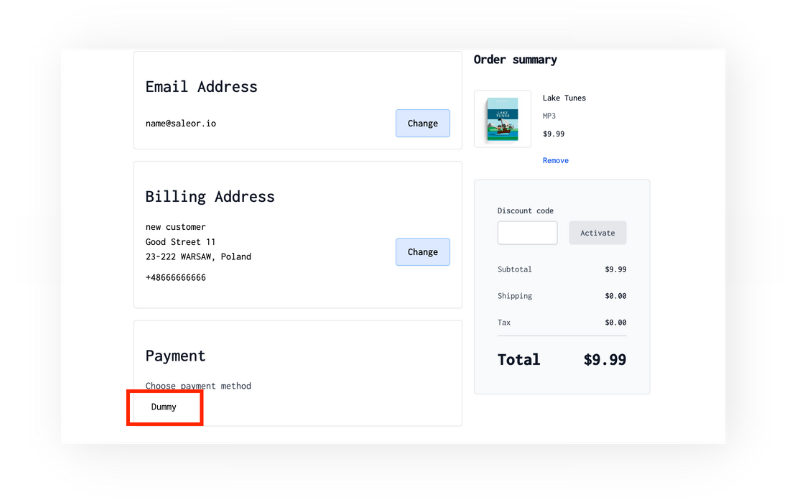 Email Address
name@saleor.io
Change
Billing Address
new customer
Good Street 11
23-222 WARSAW, Poland
+48666666666
Change
Payment
Choose payment method
Dummy
Order summary
LAKE
TUNES
Lake Tunes
MP3
$9.99
Remove
Discount code
Activate
Subtotal $9.99
Shipping $0.00
Tax $0.00
Total $9.99